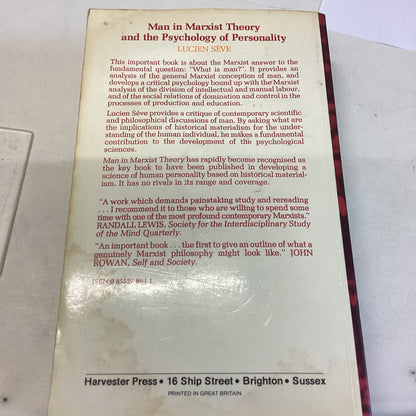 Man in Marxist Theory
and the Psychology of Personality
LUCIEN SÈVE
This important book is about the Marxist answer to the
fundamental question: "What is man?". It provides an
analysis of the general Marxist conception of man, and
develops a critical psychology bound up with the Marxist
analysis of the division of intellectual and manual labour,
and of the social relations of domination and control in the
processes of production and education.
Lucien Sève provides a critique of contemporary scientific
and philosophical discussions of man. By asking what are
the implications of historical materialism for the under-
standing of the human individual, he makes a fundamental
contribution to the development of the psychological
sciences.
Man in Marxist Theory has rapidly become recognised as
the key book to have been published in developing a
science of human personality based on historical material-
ism. It has no rivals in its range and coverage.
"A work which demands painstaking study and rereading
. . . I recommend it to those who are willing to spend some
time with one of the most profound contemporary Marxists."
RANDALL LEWIS, Society for the Interdisciplinary Study
of the Mind Quarterly.
"An important book . . . the first to give an outline of what a
genuinely Marxist philosophy might look like." JOHN
ROWAN, Self and Society.
ISBN 0 85527 864 1
Harvester Press • 16 Ship Street • Brighton • Sussex
PRINTED IN GREAT BRITAIN